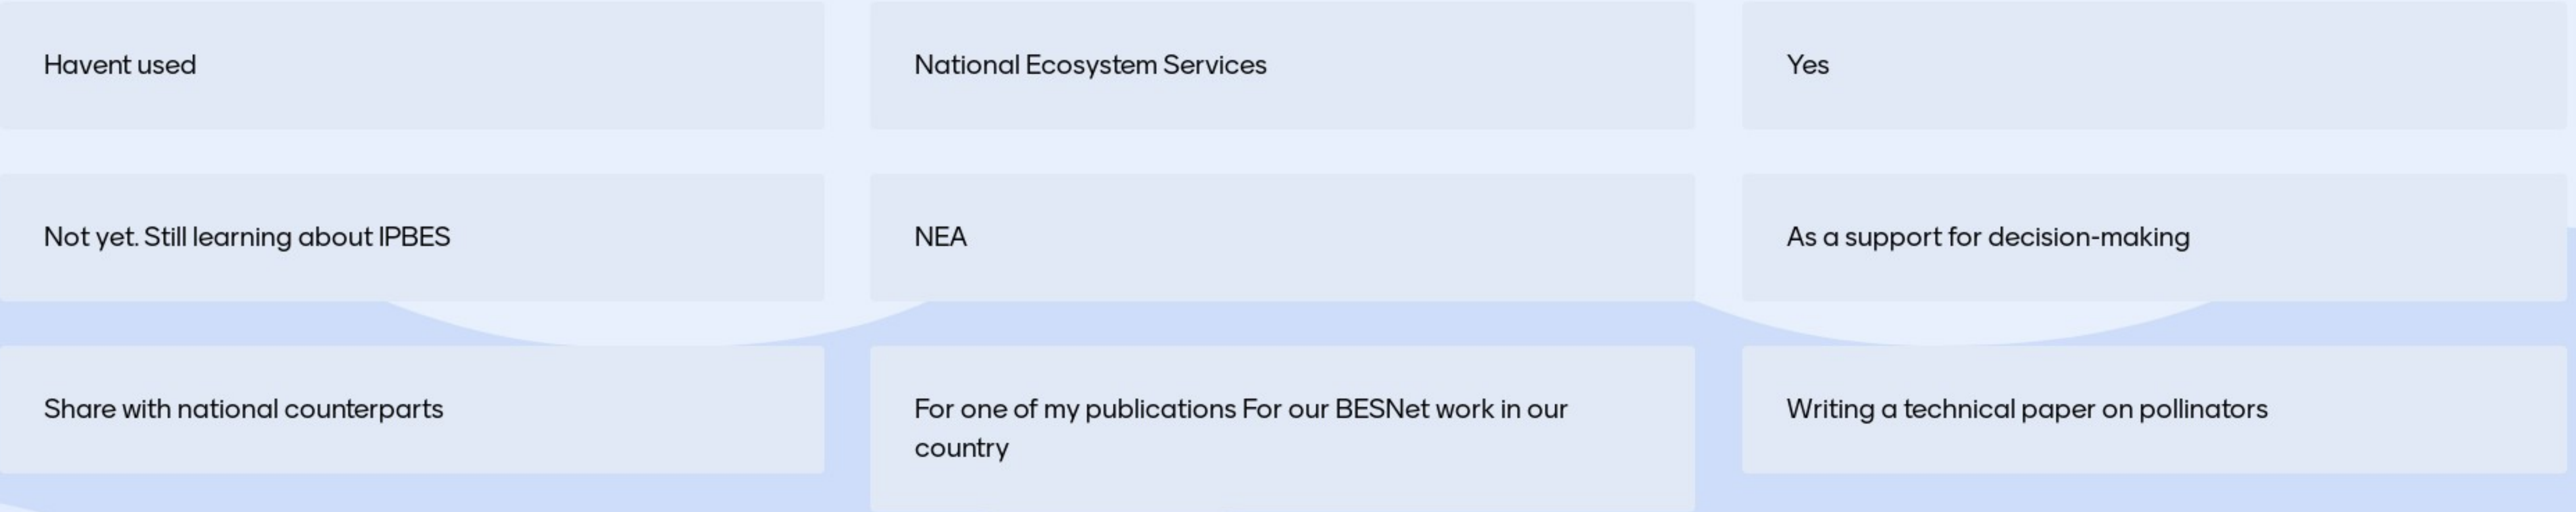 Havent used
National Ecosystem Services
Yes
Not yet. Still learning about IPBES
NEA
As a support for decision-making
Share with national counterparts
For one of my publications For our BESNet work in our
country
Writing a technical paper on pollinators